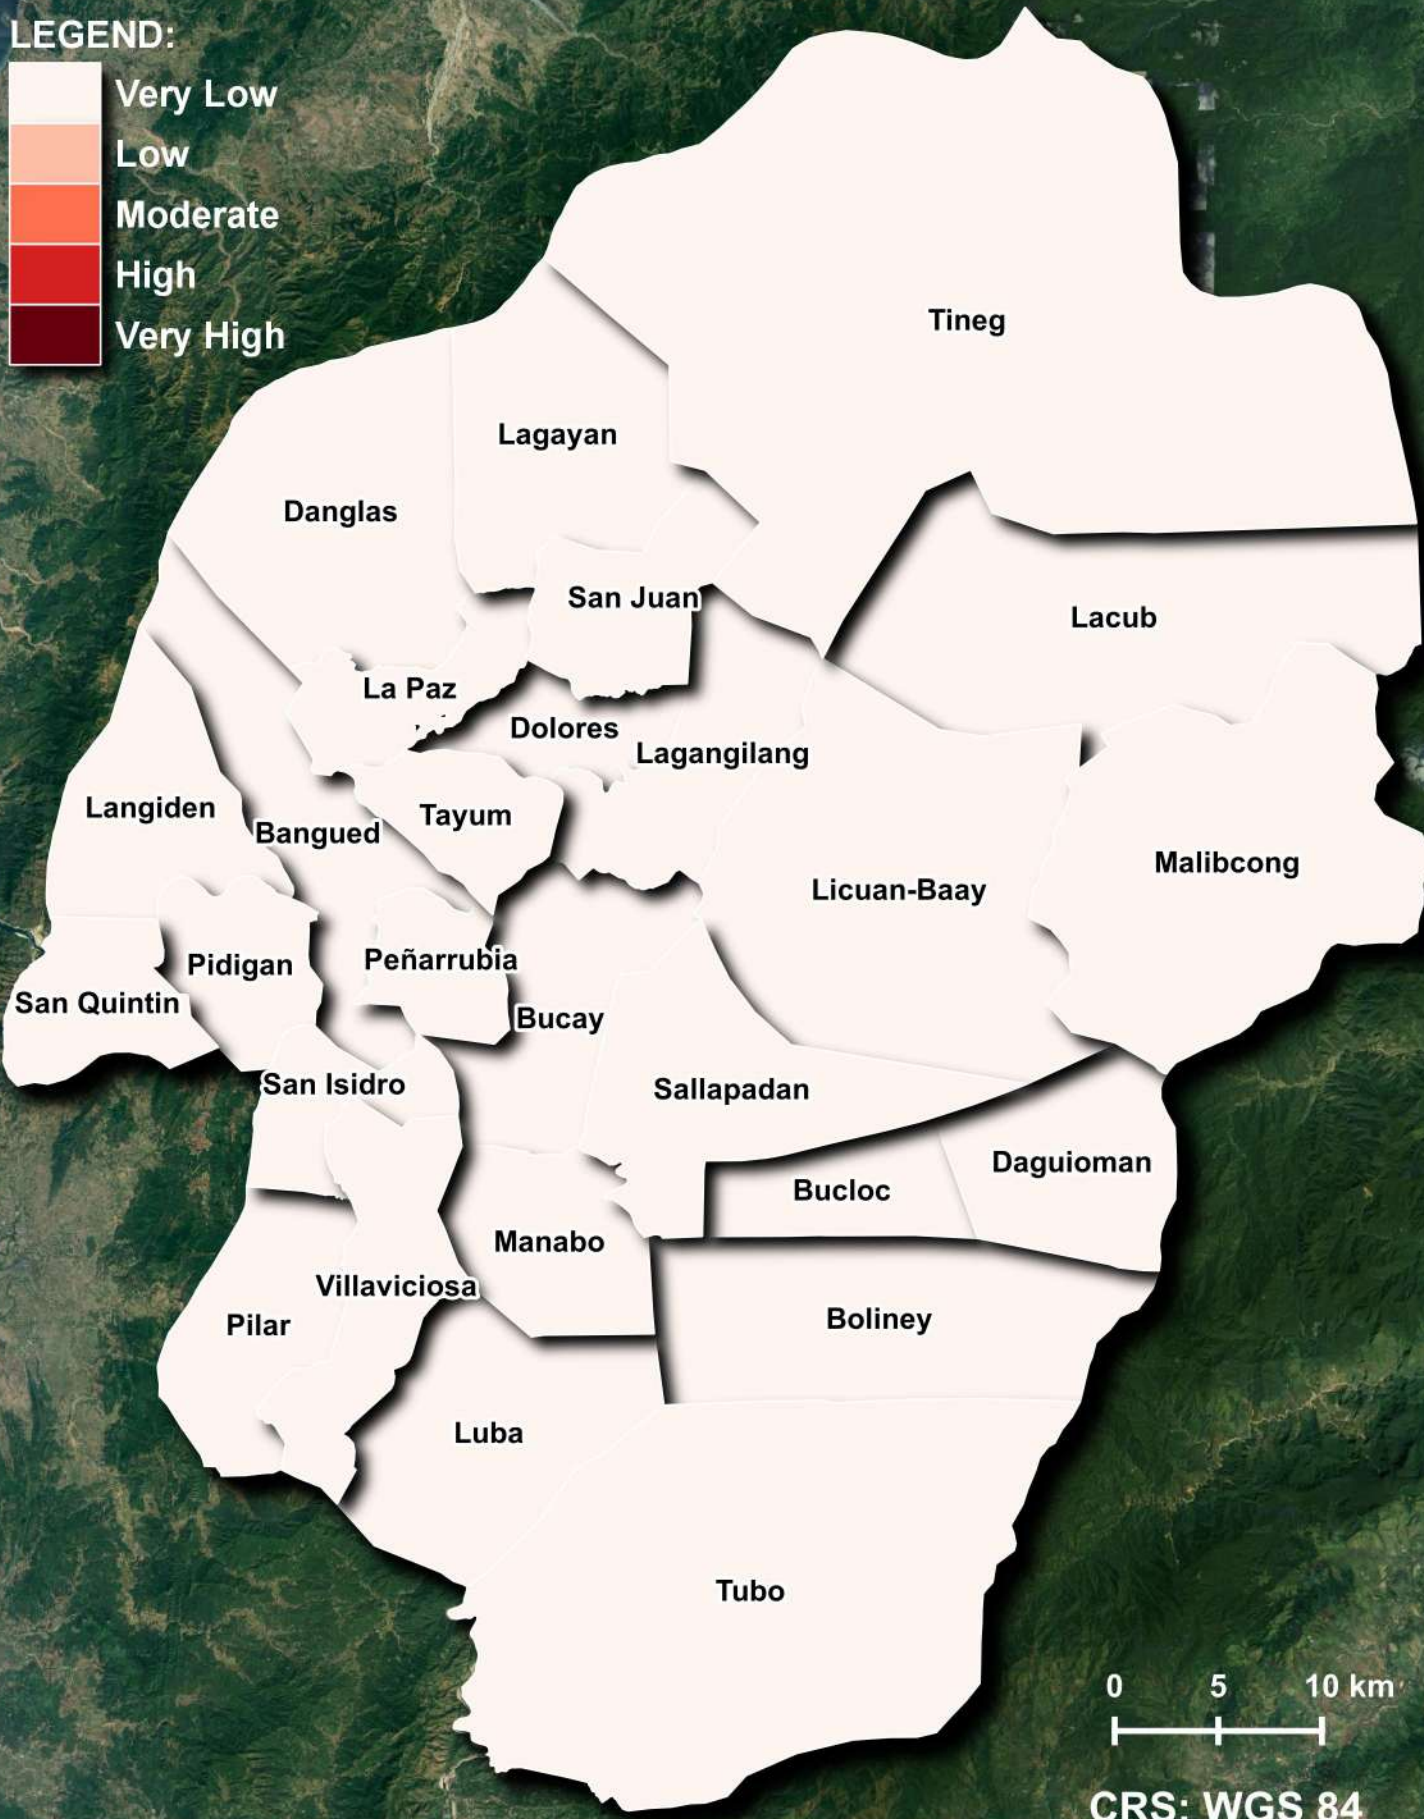 LEGEND:
Very Low
Low
Moderate
High
Very High
Tineg
Lagayan
Danglas
San Juan
Lacub
La Paz
Dolores
Lagangilang
Langiden
Bangued
Tayum
Malibcong
Licuan-Baay
Pidigan
Peñarrubia
San Quintin
Bucay
San Isidro
Sallapadan
Daguioman
Bucloc
Manabo
Villaviciosa
Pilar
Boliney
Luba
Tubo
0 5 10 km
CRS: WGS 84